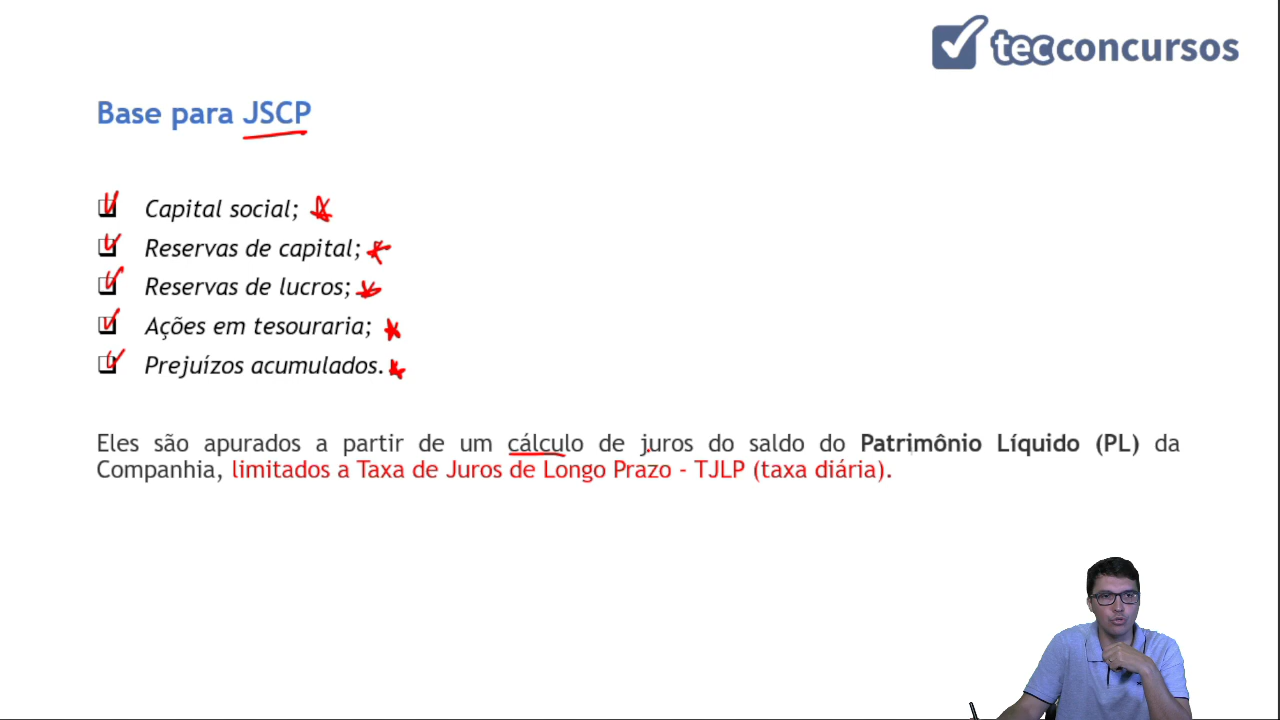 tecconcursos
Base para JSCP
Capital social;
Reservas de capital;
Reservas de lucros;
Ações em tesouraria;
Prejuízos acumulados.
Eles são apurados a partir de um cálculo de juros do saldo do Patrimônio Líquido (PL) da
Companhia, limitados a Taxa de Juros de Longo Prazo - TJLP (taxa diária).